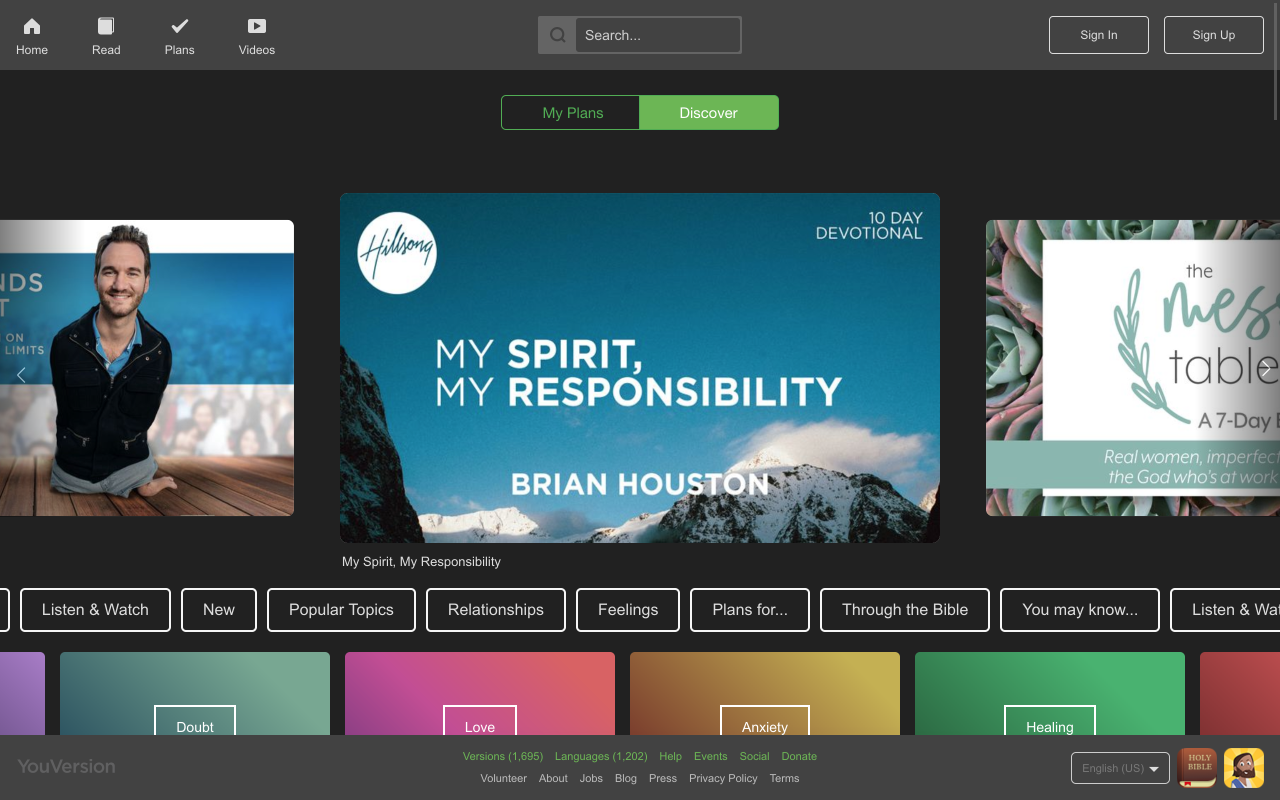 Home
Read
Plans
Videos
Search...
Sign In
Sign Up
My Plans
Discover
ON
LIMITS
Hillsong
10 DAY
DEVOTIONAL
MY SPIRIT,
MY RESPONSIBILITY
BRIAN HOUSTON
the
table
A 7-Day
Real women, imperfect
the God who's at work
My Spirit, My Responsibility
Listen & Watch
New
Popular Topics
Relationships
Feelings
Plans for...
Through the Bible
You may know...
Listen &
Doubt
Love
Anxiety
Healing
YouVersion
Versions (1,695) Languages (1,202) Help Events Social Donate
Volunteer About Jobs Blog Press Privacy Policy Terms
English (US)
HOLY
BIBLE